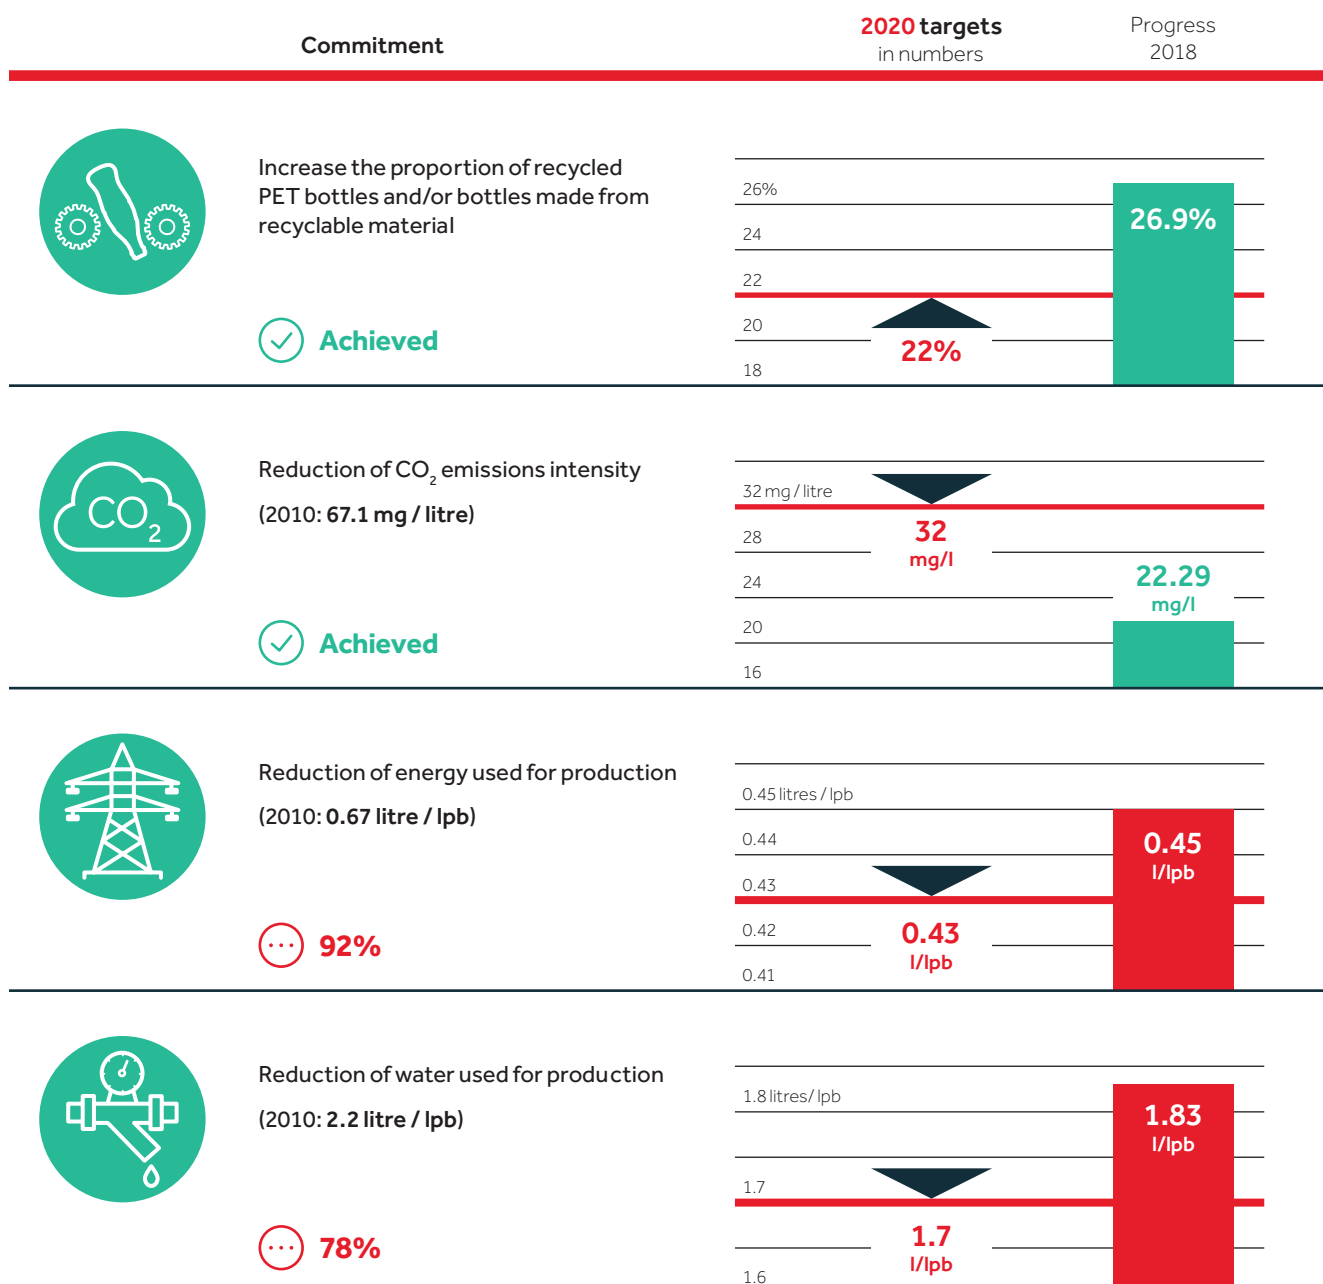 Commitment
2020 targets
in numbers
Progress
2018
Increase the proportion of recycled
PET bottles and/or bottles made from
recyclable material
Achieved
26%
24
22
20
18
22%
26.9%
CO2
Reduction of CO2 emissions intensity
(2010: 67.1 mg / litre)
Achieved
32 mg / litre
28
24
20
16
32
mg/l
22.29
mg/l
Reduction of energy used for production
(2010: 0.67 litre / lpb)
92%
0.45 litres / lpb
0.44
0.43
0.42
0.41
0.43
l/lpb
0.45
l/lpb
Reduction of water used for production
(2010: 2.2 litre / lpb)
78%
1.8 litres/ lpb
1.7
1.6
1.7
l/lpb
1.83
l/lpb